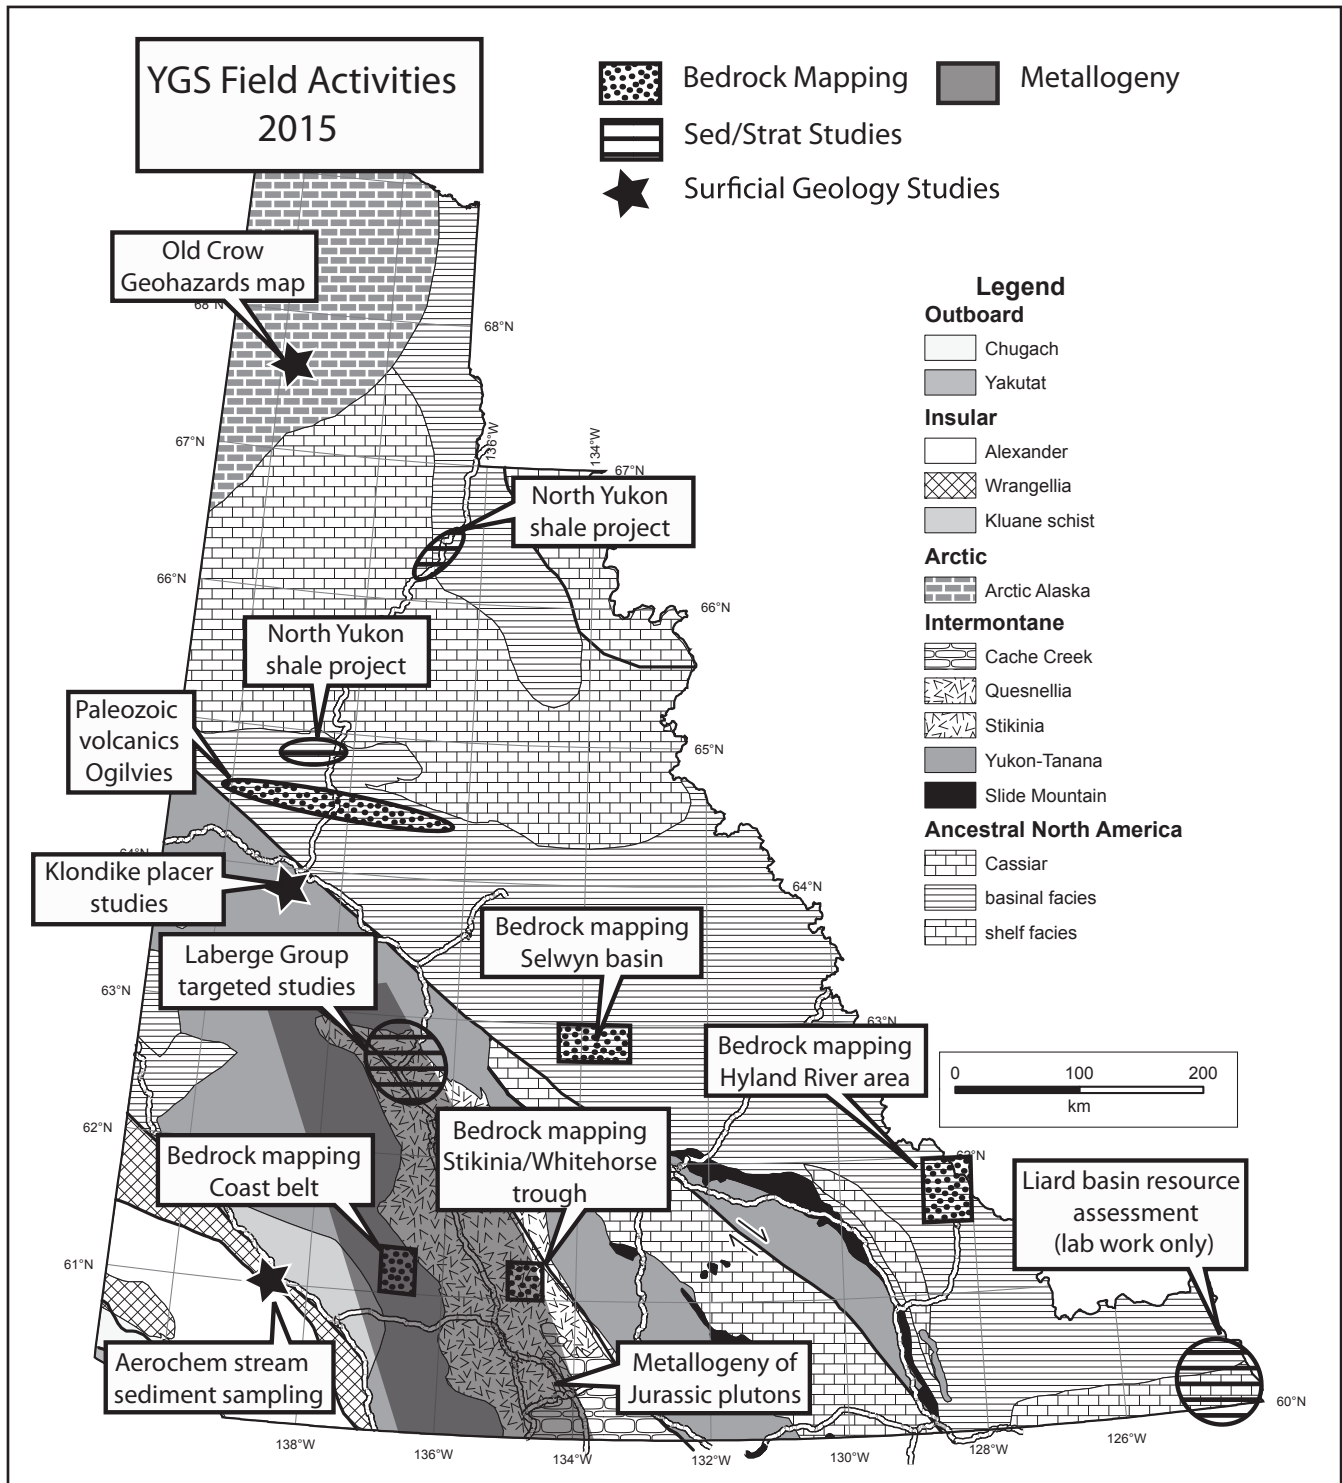 YGS Field Activities
2015
Bedrock Mapping
Metallogeny
Sed/Strat Studies
Surficial Geology Studies
Old Crow
Geohazards map
68°N
68°N
Legend
Outboard
Chugach
Yakutat
Insular
Alexander
Wrangellia
Kluane schist
Arctic
Arctic Alaska
Intermontane
Cache Creek
Quesnellia
Stikinia
Yukon-Tanana
Slide Mountain
Ancestral North America
Cassiar
basinal facies
shelf facies
67°N
136°W
134°W
67°N
North Yukon
shale project
66°N
66°N
North Yukon
shale project
Paleozoic
volcanics
Ogilvies
65°N
64°N
Klondike placer
studies
64°N
Bedrock mapping
Selwyn basin
Laberge Group
targeted studies
63°N
63°N
Bedrock mapping
Hyland River area
0 100 200
km
62°N
Bedrock mapping
Coast belt
Bedrock mapping
Stikinia/Whitehorse
trough
62°N
Liard basin resource
assessment
(lab work only)
61°N
Aerochem stream
sediment sampling
Metallogeny of
Jurassic plutons
60°N
138°W
136°W
134°W
132°W
130°W
128°W
126°W